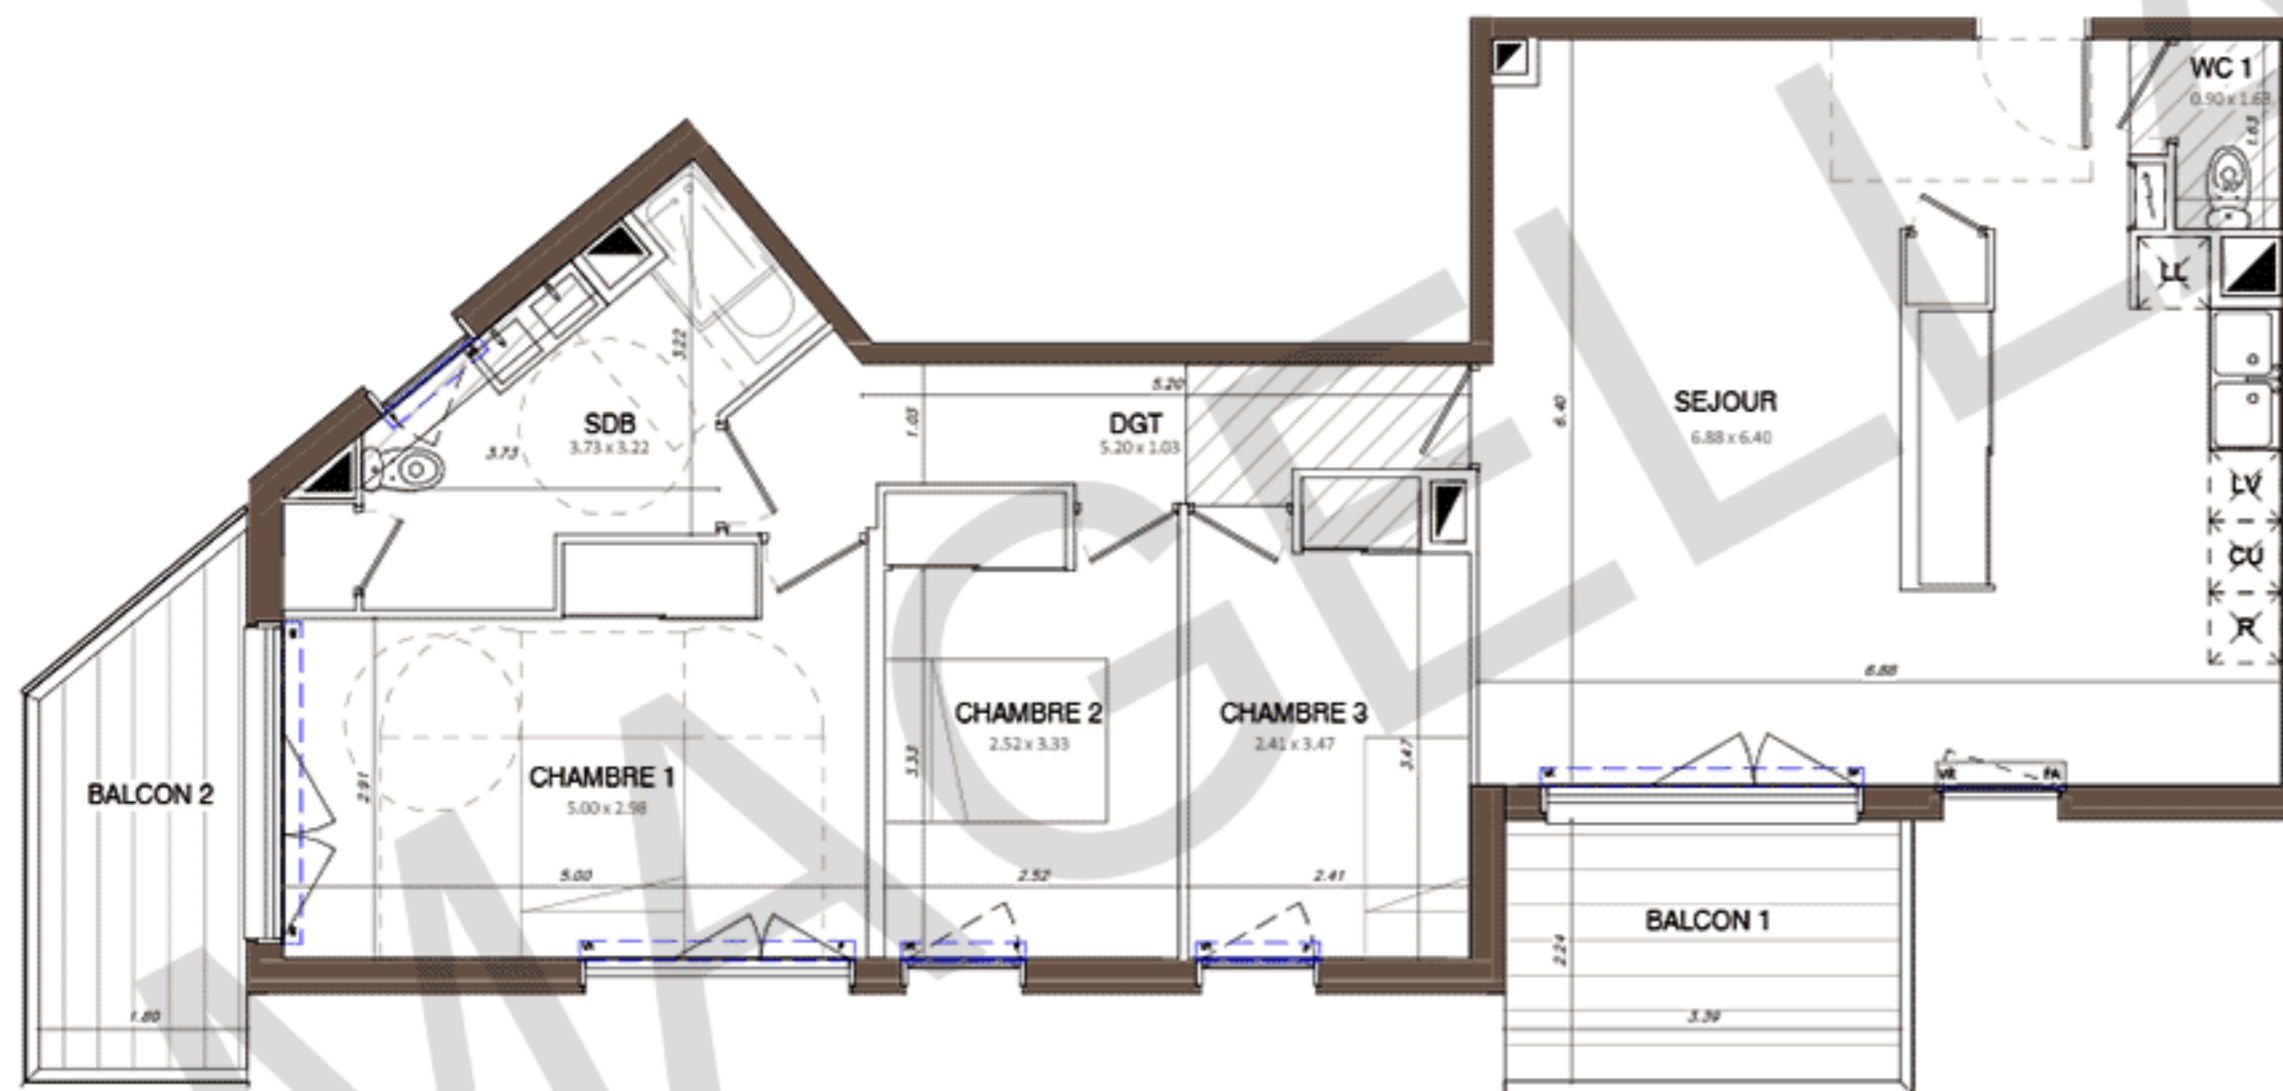 WC 1
0.90 x 1.63
1.63
LL
SDB
3.73 x 3.22
3.73
3.22
DGT
5.20 x 1.03
5.20
1.03
SEJOUR
6.88 x 6.40
6.40
6.88
LV
CU
R
CHAMBRE 1
5.00 x 2.98
2.91
5.00
CHAMBRE 2
2.52 x 3.33
3.33
2.52
CHAMBRE 3
2.41 x 3.47
3.47
2.41
VR
PA
BALCON 2
1.80
BALCON 1
2.24
3.39
MAGELLA